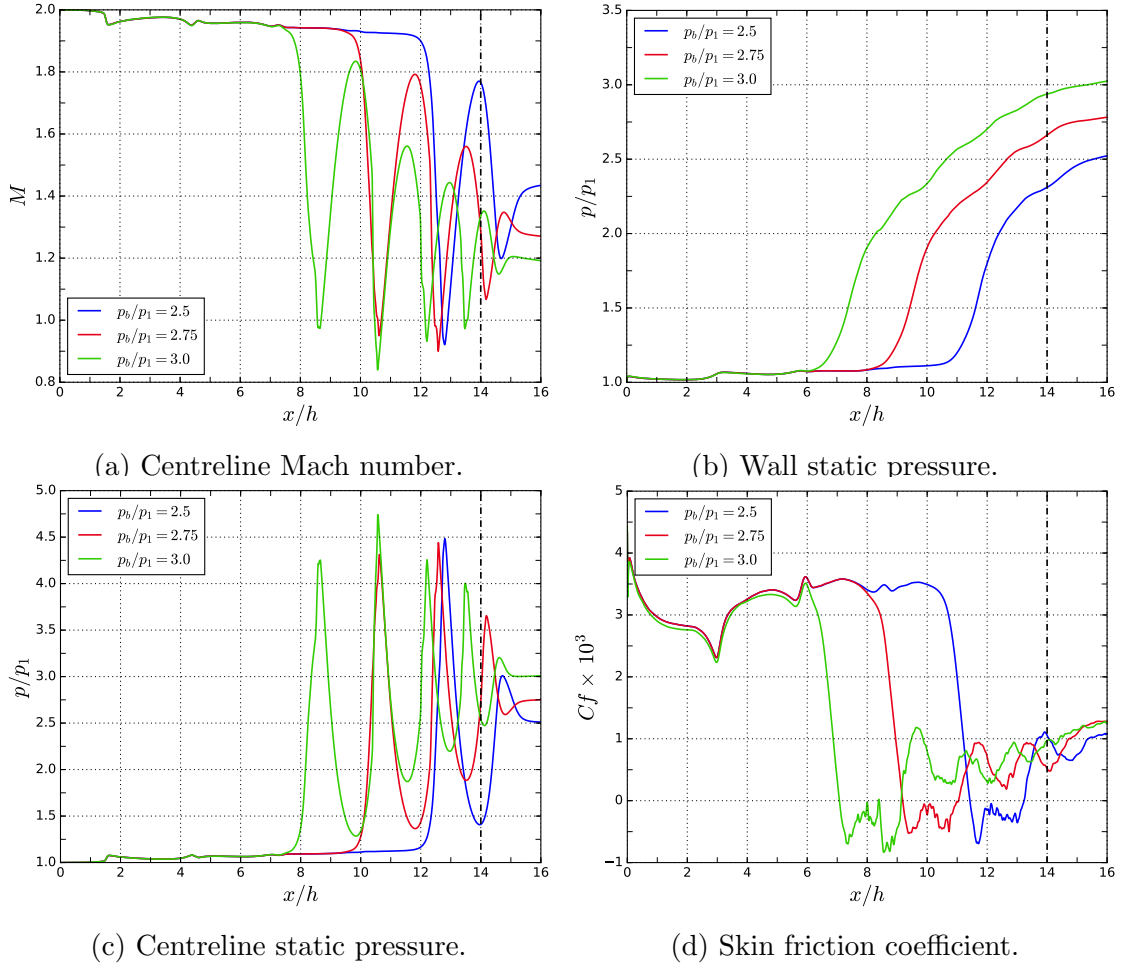 2.0
1.8
1.6
1.4
1.2
1.0
0.8
M
0 2 4 6 8 10 12 14 16
x/h
p_b/p_1 = 2.5
p_b/p_1 = 2.75
p_b/p_1 = 3.0
(a) Centreline Mach number.
3.5
3.0
2.5
2.0
1.5
1.0
p/p_1
0 2 4 6 8 10 12 14 16
x/h
p_b/p_1 = 2.5
p_b/p_1 = 2.75
p_b/p_1 = 3.0
(b) Wall static pressure.
5.0
4.5
4.0
3.5
3.0
2.5
2.0
1.5
1.0
p/p_1
0 2 4 6 8 10 12 14 16
x/h
p_b/p_1 = 2.5
p_b/p_1 = 2.75
p_b/p_1 = 3.0
(c) Centreline static pressure.
5
4
3
2
1
0
−1
Cf × 10^3
0 2 4 6 8 10 12 14 16
x/h
p_b/p_1 = 2.5
p_b/p_1 = 2.75
p_b/p_1 = 3.0
(d) Skin friction coefficient.